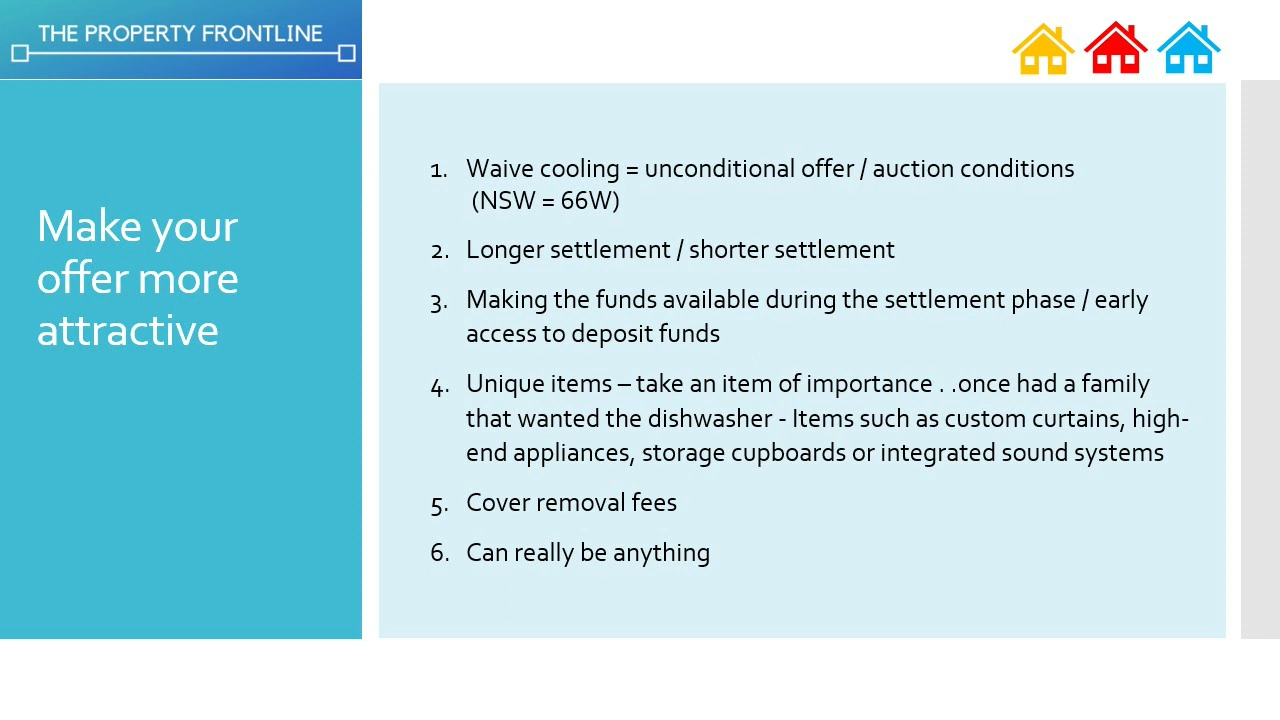 THE PROPERTY FRONTLINE
Make your
offer more
attractive
1. Waive cooling = unconditional offer / auction conditions
(NSW = 66W)
2. Longer settlement / shorter settlement
3. Making the funds available during the settlement phase / early
access to deposit funds
4. Unique items – take an item of importance . .once had a family
that wanted the dishwasher - Items such as custom curtains, high-
end appliances, storage cupboards or integrated sound systems
5. Cover removal fees
6. Can really be anything